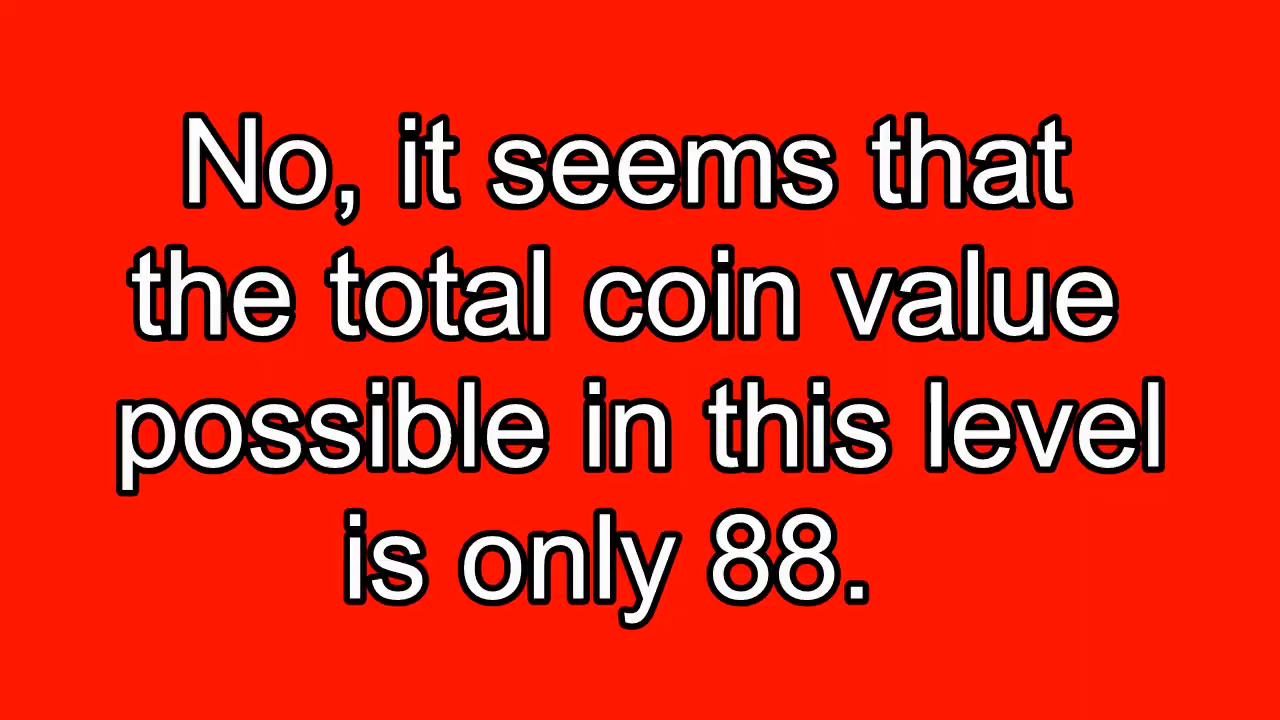 No, it seems that
the total coin value
possible in this level
is only 88.